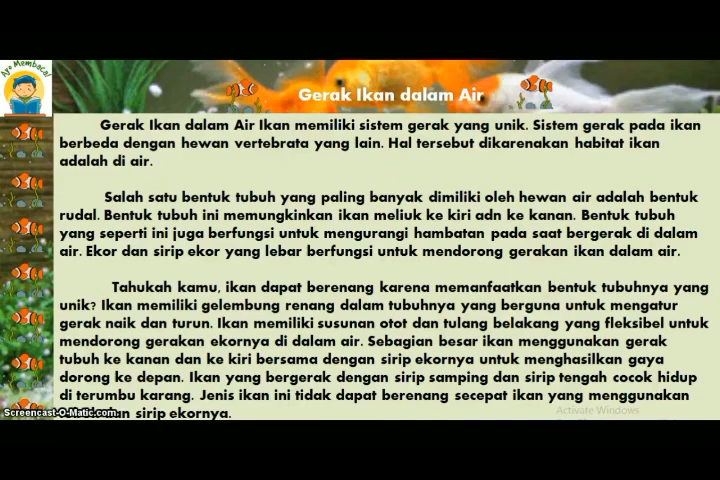 Ayo Membaca!
Gerak Ikan dalam Air
Gerak Ikan dalam Air Ikan memiliki sistem gerak yang unik. Sistem gerak pada ikan
berbeda dengan hewan vertebrata yang lain. Hal tersebut dikarenakan habitat ikan
adalah di air.
Salah satu bentuk tubuh yang paling banyak dimiliki oleh hewan air adalah bentuk
rudal. Bentuk tubuh ini memungkinkan ikan meliuk ke kiri adn ke kanan. Bentuk tubuh
yang seperti ini juga berfungsi untuk mengurangi hambatan pada saat bergerak di dalam
air. Ekor dan sirip ekor yang lebar berfungsi untuk mendorong gerakan ikan dalam air.
Tahukah kamu, ikan dapat berenang karena memanfaatkan bentuk tubuhnya yang
unik? Ikan memiliki gelembung renang dalam tubuhnya yang berguna untuk mengatur
gerak naik dan turun. Ikan memiliki susunan otot dan tulang belakang yang fleksibel untuk
mendorong gerakan ekornya di dalam air. Sebagian besar ikan menggunakan gerak
tubuh ke kanan dan ke kiri bersama dengan sirip ekornya untuk menghasilkan gaya
dorong ke depan. Ikan yang bergerak dengan sirip samping dan sirip tengah cocok hidup
di terumbu karang. Jenis ikan ini tidak dapat berenang secepat ikan yang menggunakan
sirip ekornya.
Screencast-O-Matic.com
Activate Windows